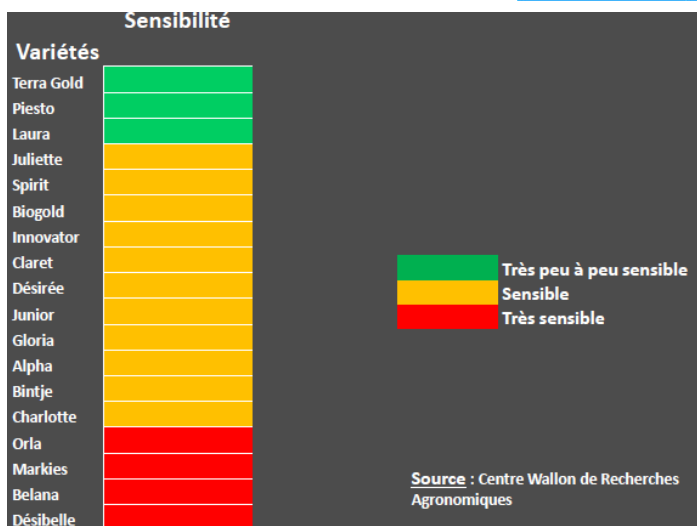 Sensibilité
Variétés
Terra Gold
Piesto
Laura
Juliette
Spirit
Biogold
Innovator
Claret
Désirée
Junior
Gloria
Alpha
Bintje
Charlotte
Orla
Markies
Belana
Désibelle
Très peu à peu sensible
Sensible
Très sensible
Source : Centre Wallon de Recherches
Agronomiques